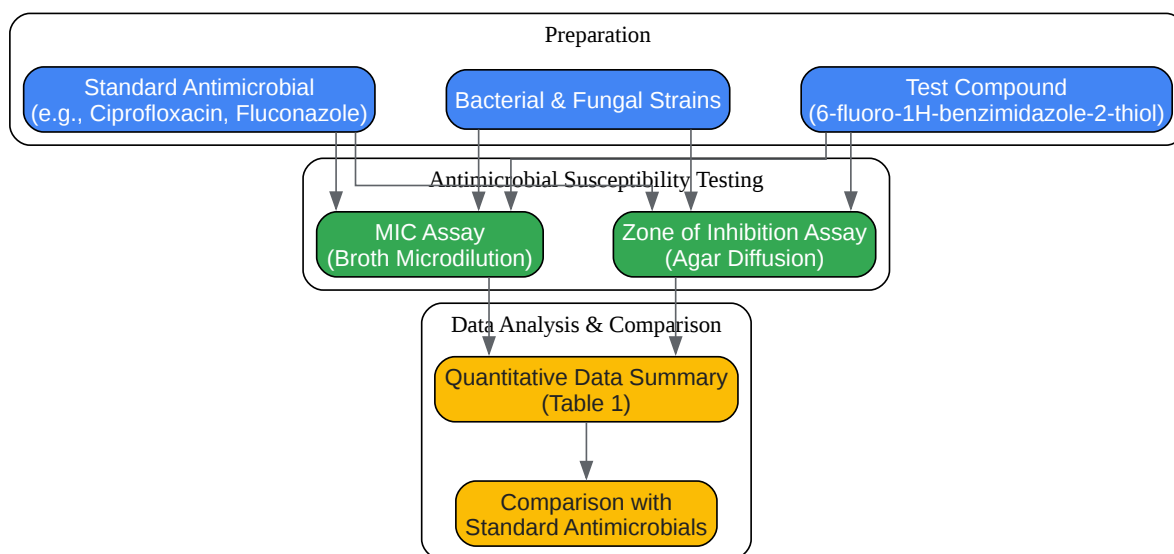 Preparation
Standard Antimicrobial
(e.g., Ciprofloxacin, Fluconazole)
Bacterial & Fungal Strains
Test Compound
(6-fluoro-1H-benzimidazole-2-thiol)
Antimicrobial Susceptibility Testing
MIC Assay
(Broth Microdilution)
Zone of Inhibition Assay
(Agar Diffusion)
Data Analysis & Comparison
Quantitative Data Summary
(Table 1)
Comparison with
Standard Antimicrobials